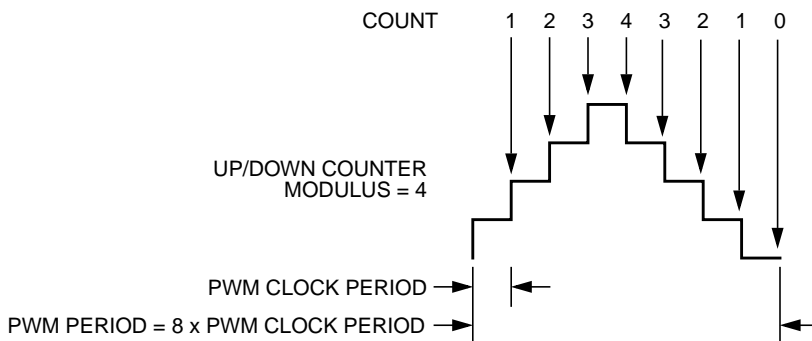 COUNT 1 2 3 4 3 2 1 0
UP/DOWN COUNTER
MODULUS = 4
PWM CLOCK PERIOD
PWM PERIOD = 8 x PWM CLOCK PERIOD